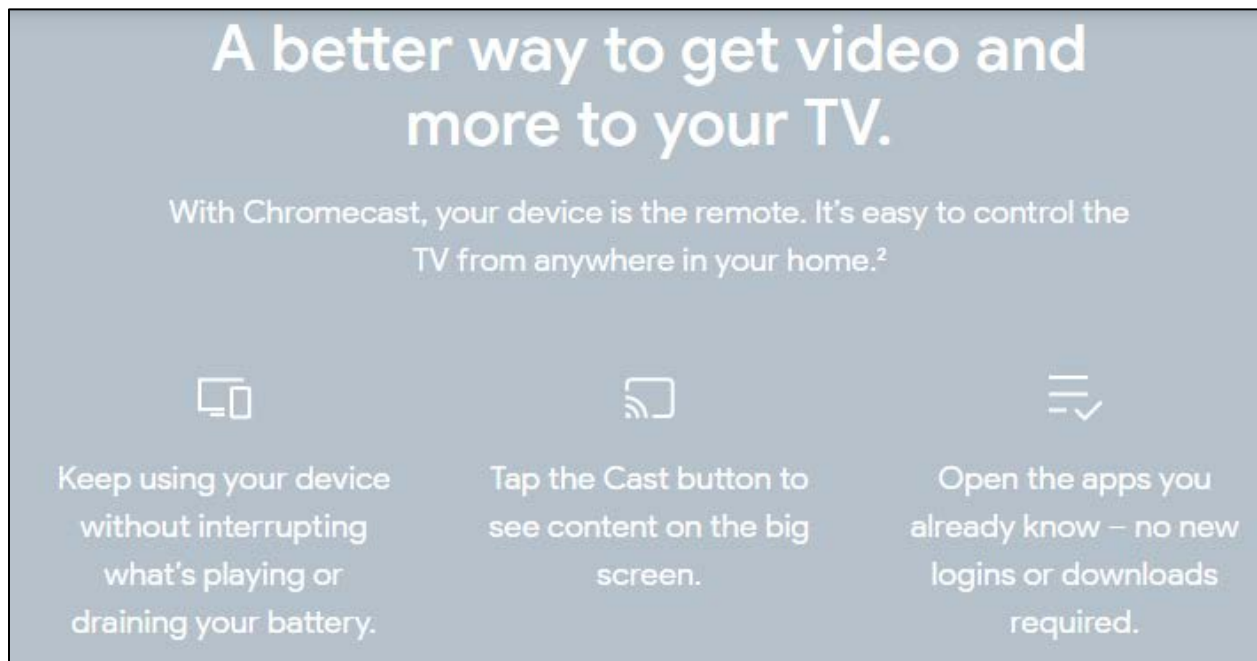 A better way to get video and
more to your TV.
With Chromecast, your device is the remote. It's easy to control the
TV from anywhere in your home.²
Keep using your device
without interrupting
what's playing or
draining your battery.
Tap the Cast button to
see content on the big
screen.
Open the apps you
already know – no new
logins or downloads
required.